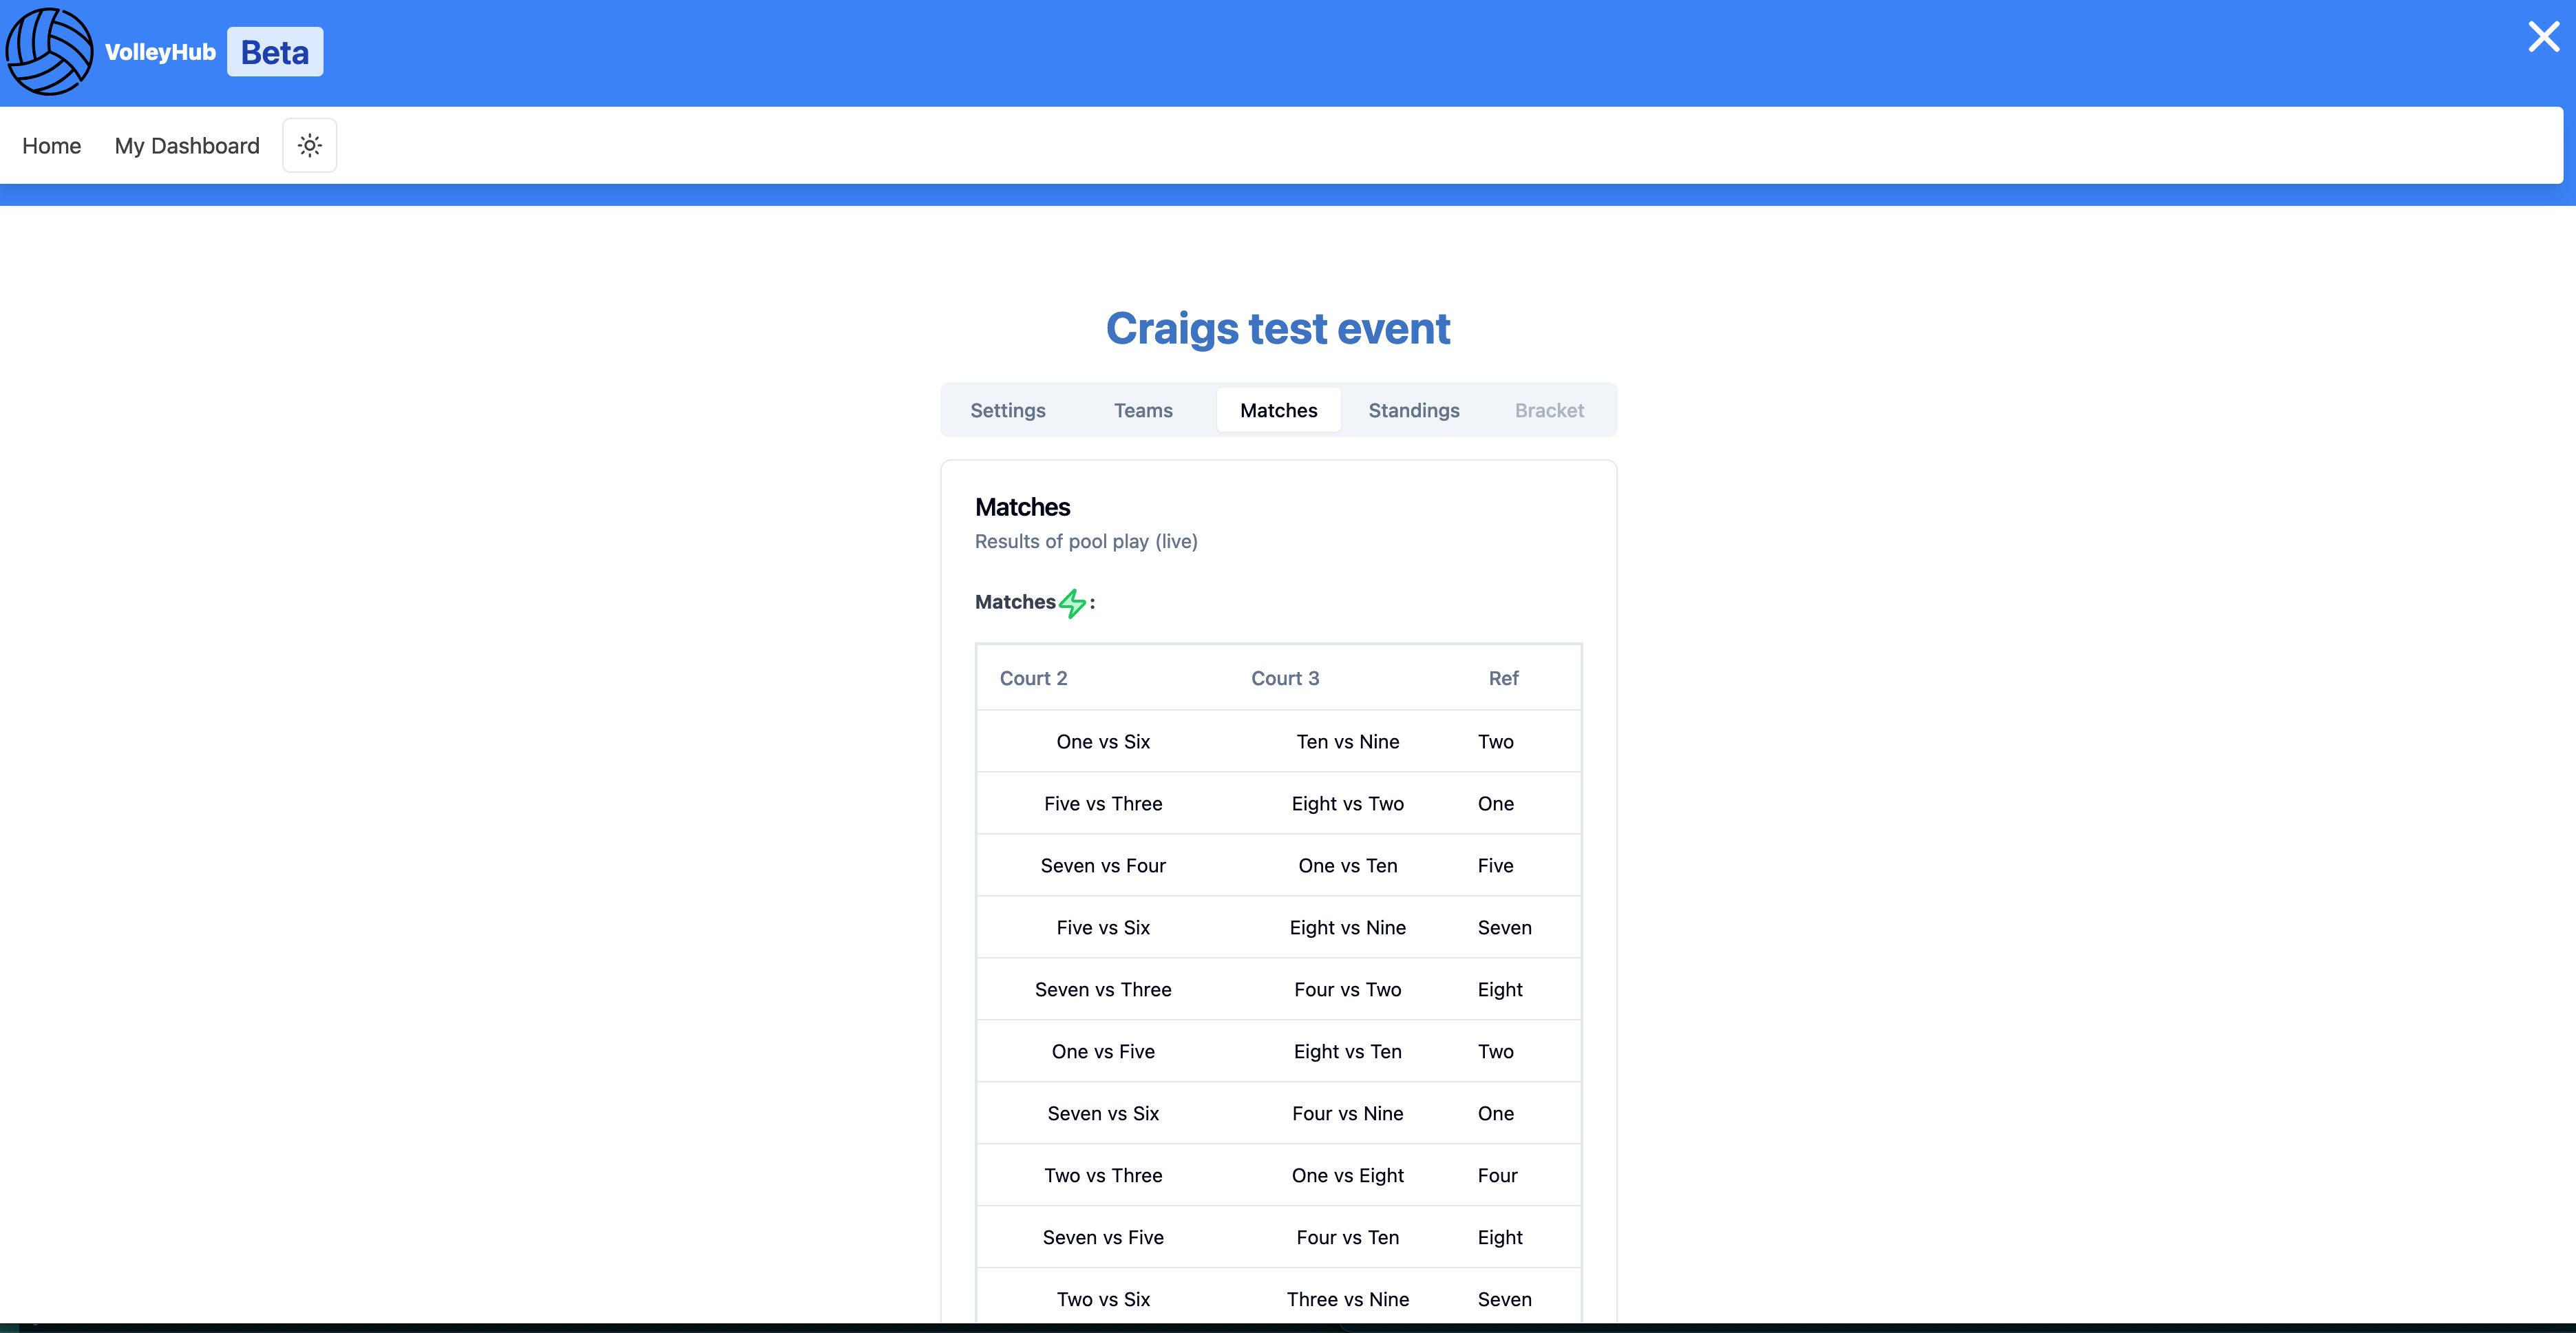 VolleyHub Beta
Home My Dashboard
Craigs test event
Settings Teams Matches Standings Bracket
Matches
Results of pool play (live)
Matches :
Court 2 Court 3 Ref
One vs Six Ten vs Nine Two
Five vs Three Eight vs Two One
Seven vs Four One vs Ten Five
Five vs Six Eight vs Nine Seven
Seven vs Three Four vs Two Eight
One vs Five Eight vs Ten Two
Seven vs Six Four vs Nine One
Two vs Three One vs Eight Four
Seven vs Five Four vs Ten Eight
Two vs Six Three vs Nine Seven